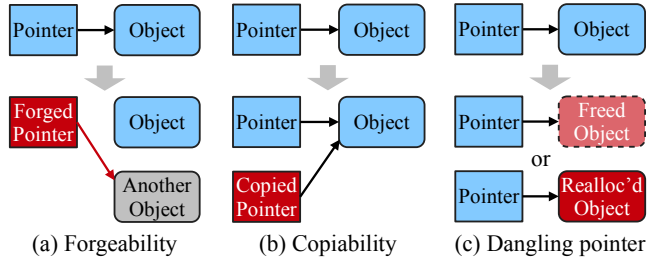 Pointer
Object
Forged
Pointer
Object
Another
Object
(a) Forgeability
Pointer
Object
Pointer
Object
Copied
Pointer
(b) Copiability
Pointer
Object
Pointer
Freed
Object
or
Pointer
Realloc'd
Object
(c) Dangling pointer